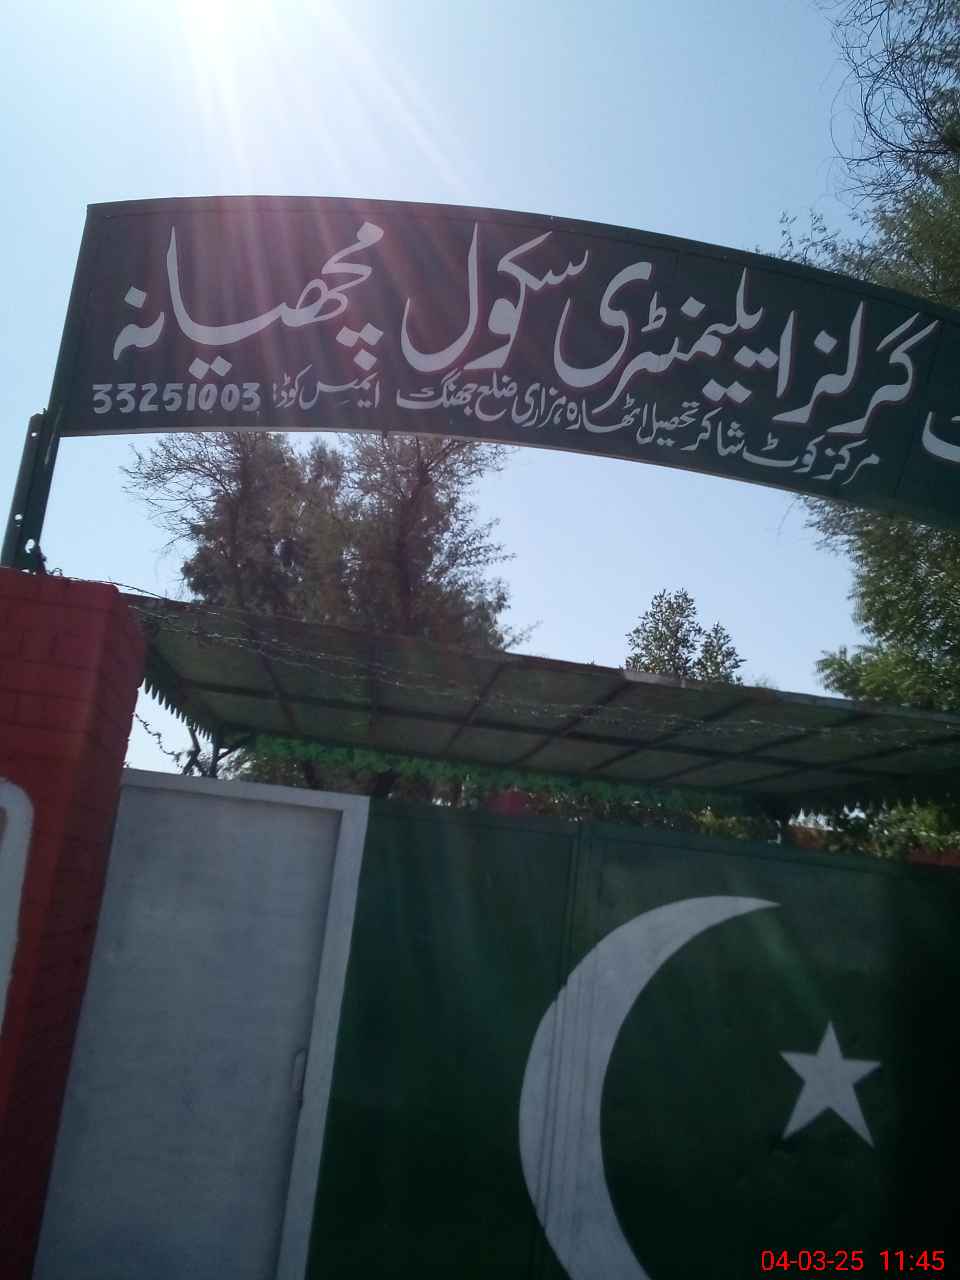 گرلز ایلیمنٹری سکول مچھیانہ
مرکز کوٹ شاکر تحصیل اٹھارہ ہزاری ضلع جھنگ ایمس کوڈ: 33251003
04-03-25 11:45